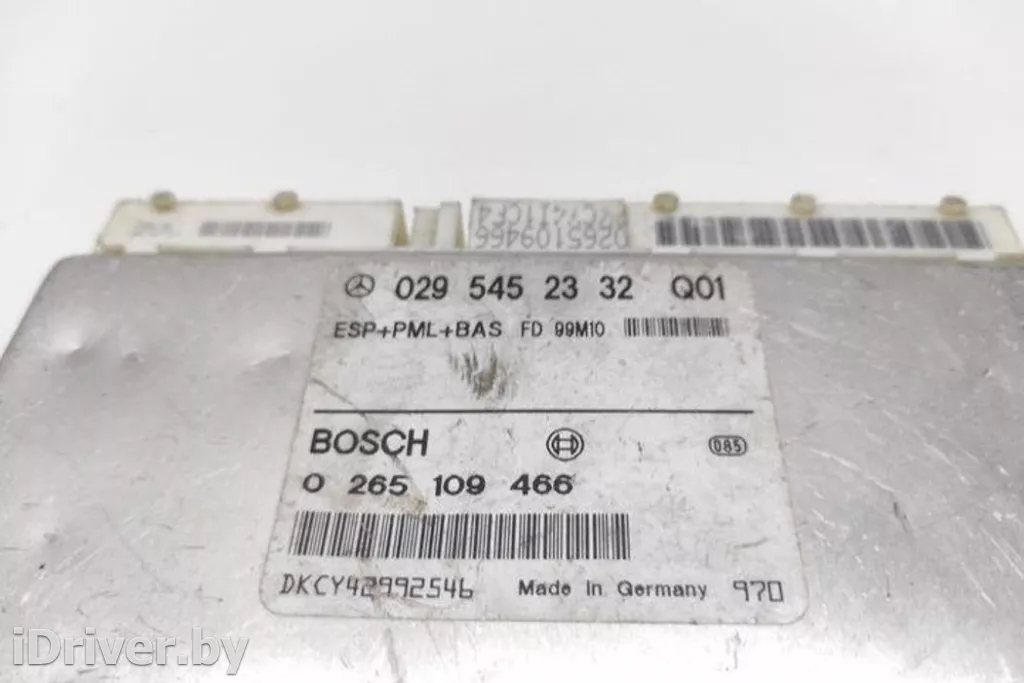 D265109466
029 545 23 32 Q01
ESP+PML+BAS FD 99M10
BOSCH
085
0 265 109 466
DKCY42992546
Made In Germany 970
iDriver.by